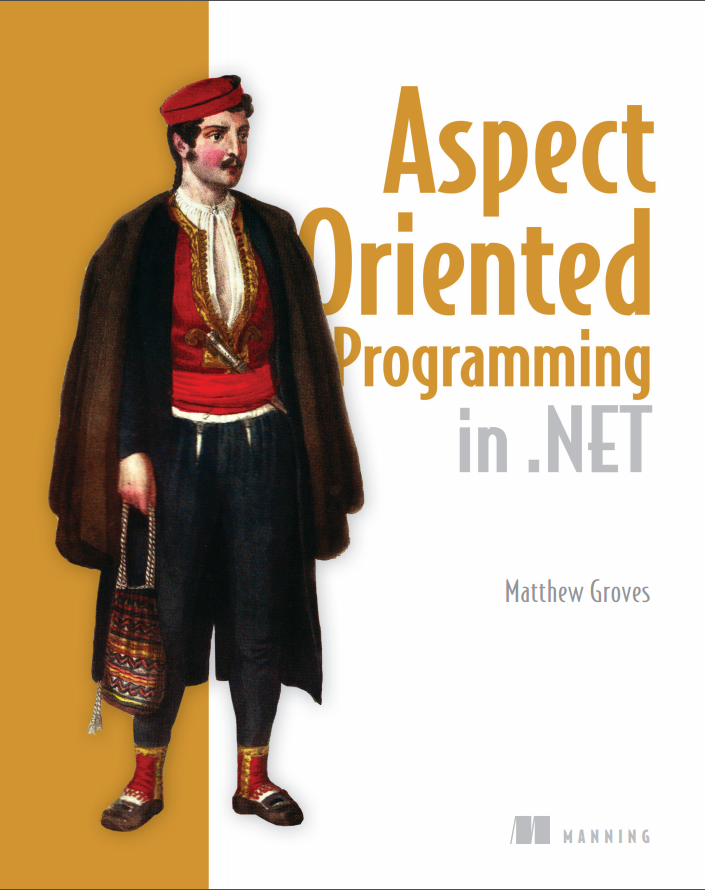 Aspect
Oriented
Programming
in .NET
Matthew Groves
MANNING